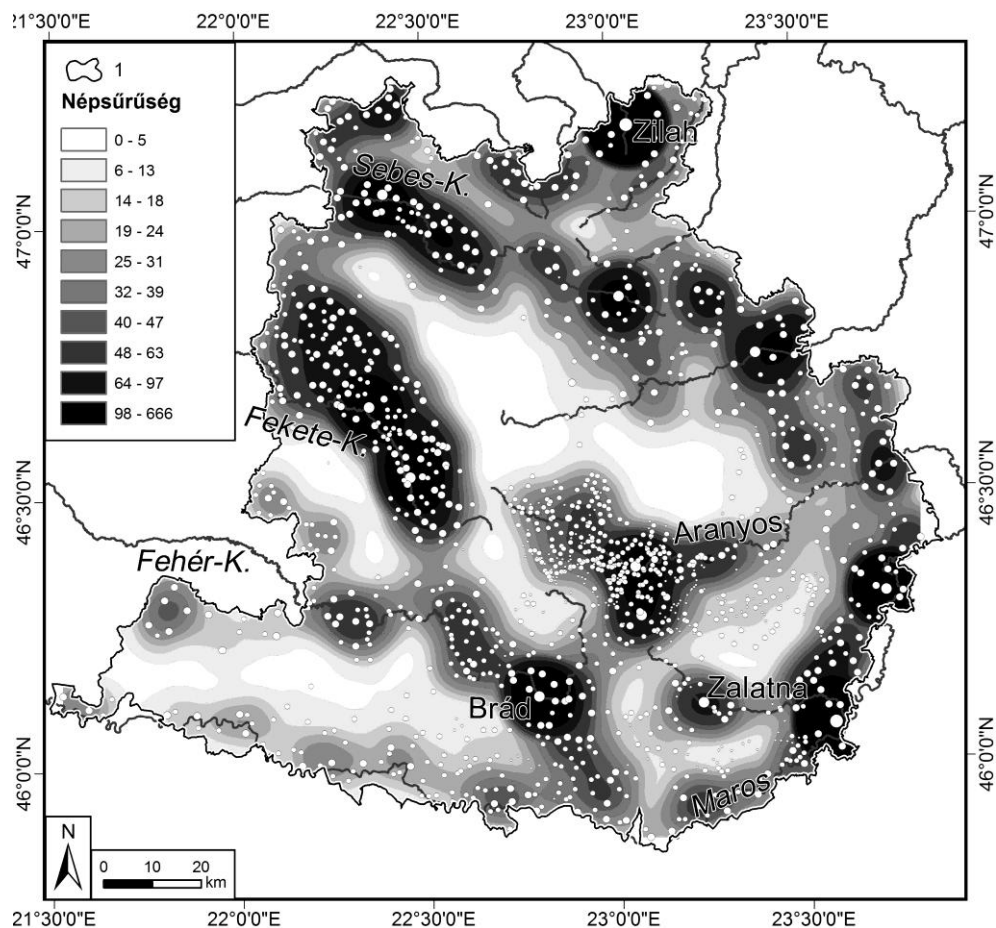 21°30'0"E 22°0'0"E 22°30'0"E 23°0'0"E 23°30'0"E
1
Népsűrűség
0 - 5
6 - 13
14 - 18
19 - 24
25 - 31
32 - 39
40 - 47
48 - 63
64 - 97
98 - 666
Zilah
Sebes-K.
47°0'0"N 47°0'0"N
Fekete-K.
46°30'0"N 46°30'0"N
Aranyos
Fehér-K.
Zalatna
Brád
46°0'0"N 46°0'0"N
Maros
N
0 10 20
km
21°30'0"E 22°0'0"E 22°30'0"E 23°0'0"E 23°30'0"E